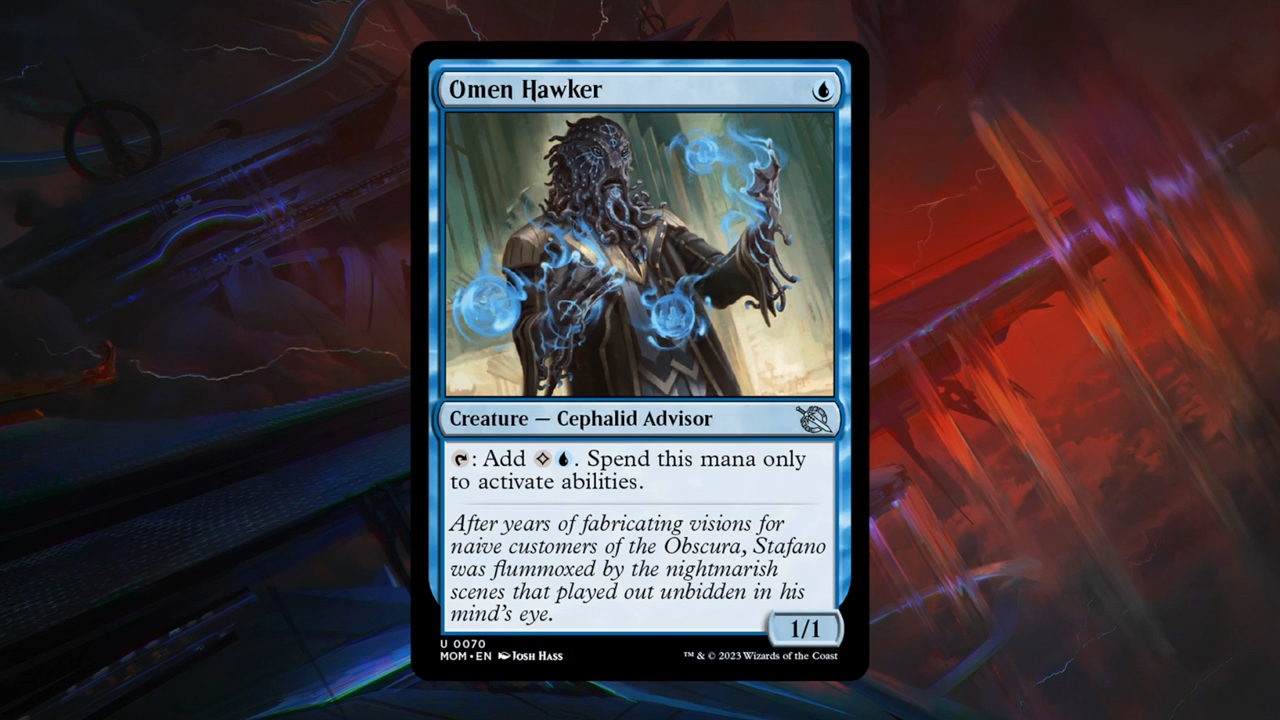 Omen Hawker
Creature — Cephalid Advisor
: Add . Spend this mana only
to activate abilities.
After years of fabricating visions for
naive customers of the Obscura, Stafano
was flummoxed by the nightmarish
scenes that played out unbidden in his
mind's eye.
1/1
U 0070
MOM • EN Josh Hass
™ & © 2023 Wizards of the Coast